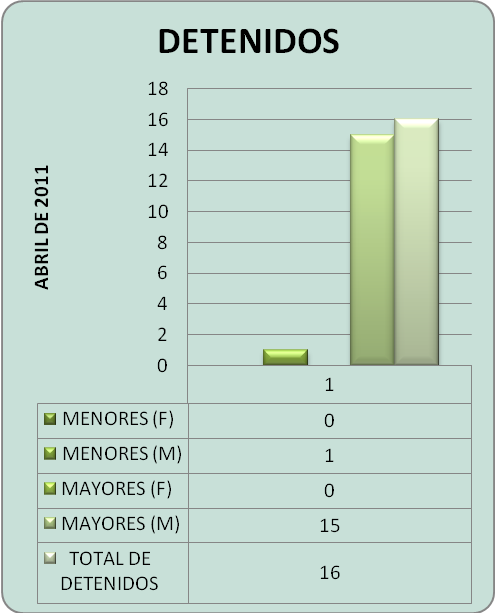 DETENIDOS
18
16
14
12
10
8
6
4
2
0
ABRIL DE 2011
1
MENORES (F) 0
MENORES (M) 1
MAYORES (F) 0
MAYORES (M) 15
TOTAL DE
DETENIDOS 16